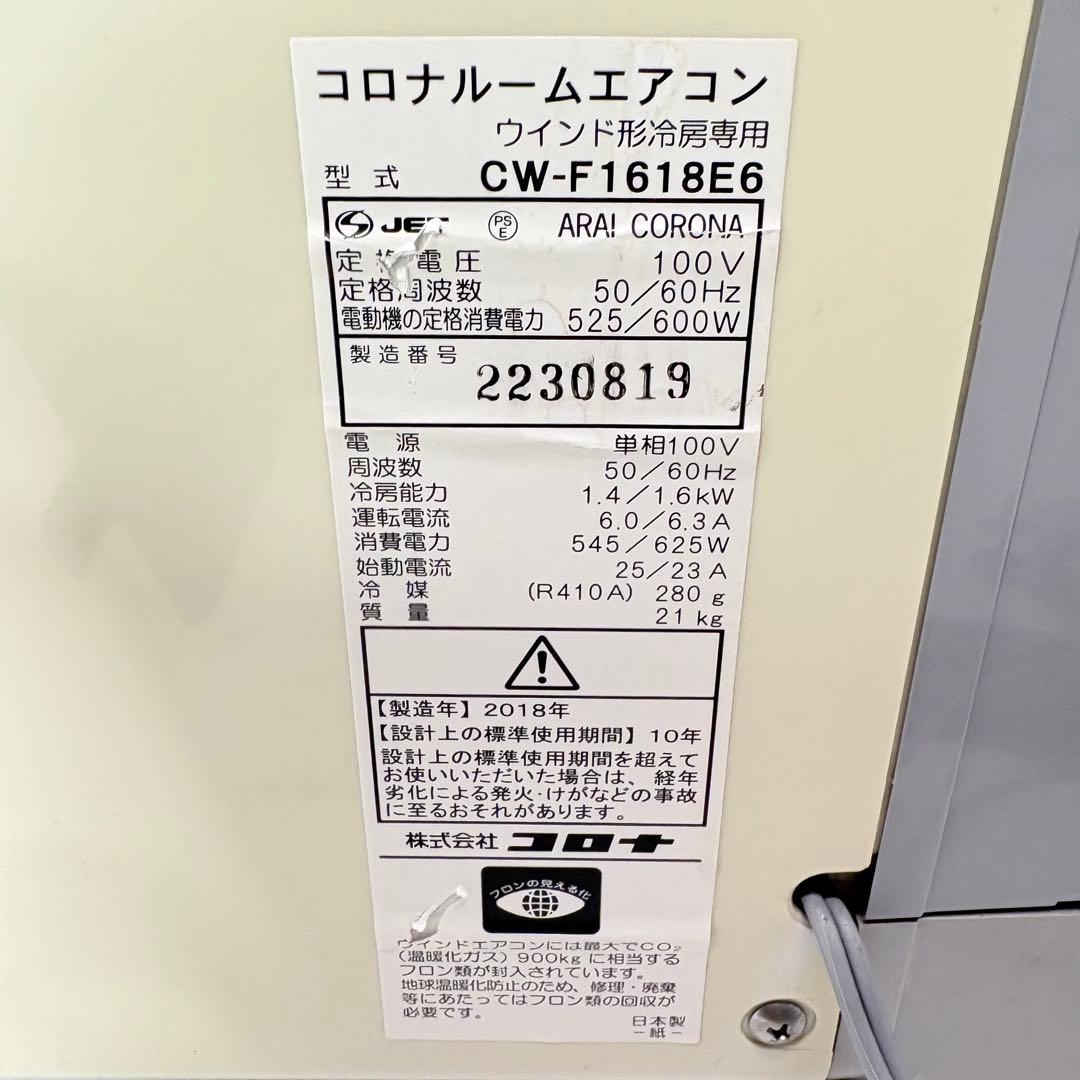 コロナルームエアコン
ウインド形冷房専用
型式 CW-F1618E6
JET PSE ARAI CORONA
定格電圧 100V
定格周波数 50/60Hz
電動機の定格消費電力 525/600W
製造番号 2230819
電源 単相100V
周波数 50/60Hz
冷房能力 1.4/1.6kW
運転電流 6.0/6.3A
消費電力 545/625W
始動電流 25/23A
冷媒 (R410A) 280g
質量 21kg
【製造年】2018年
【設計上の標準使用期間】10年
設計上の標準使用期間を超えて
お使いいただいた場合は、経年
劣化による発火・けがなどの事故
に至るおそれがあります。
株式会社 コロナ
フロンの見える化
ウインドエアコンには最大でCO₂
(温暖化ガス) 900kgに相当する
フロン類が封入されています。
地球温暖化防止のため、修理・廃棄
等にあたってはフロン類の回収が
必要です。
日本製
-紙-